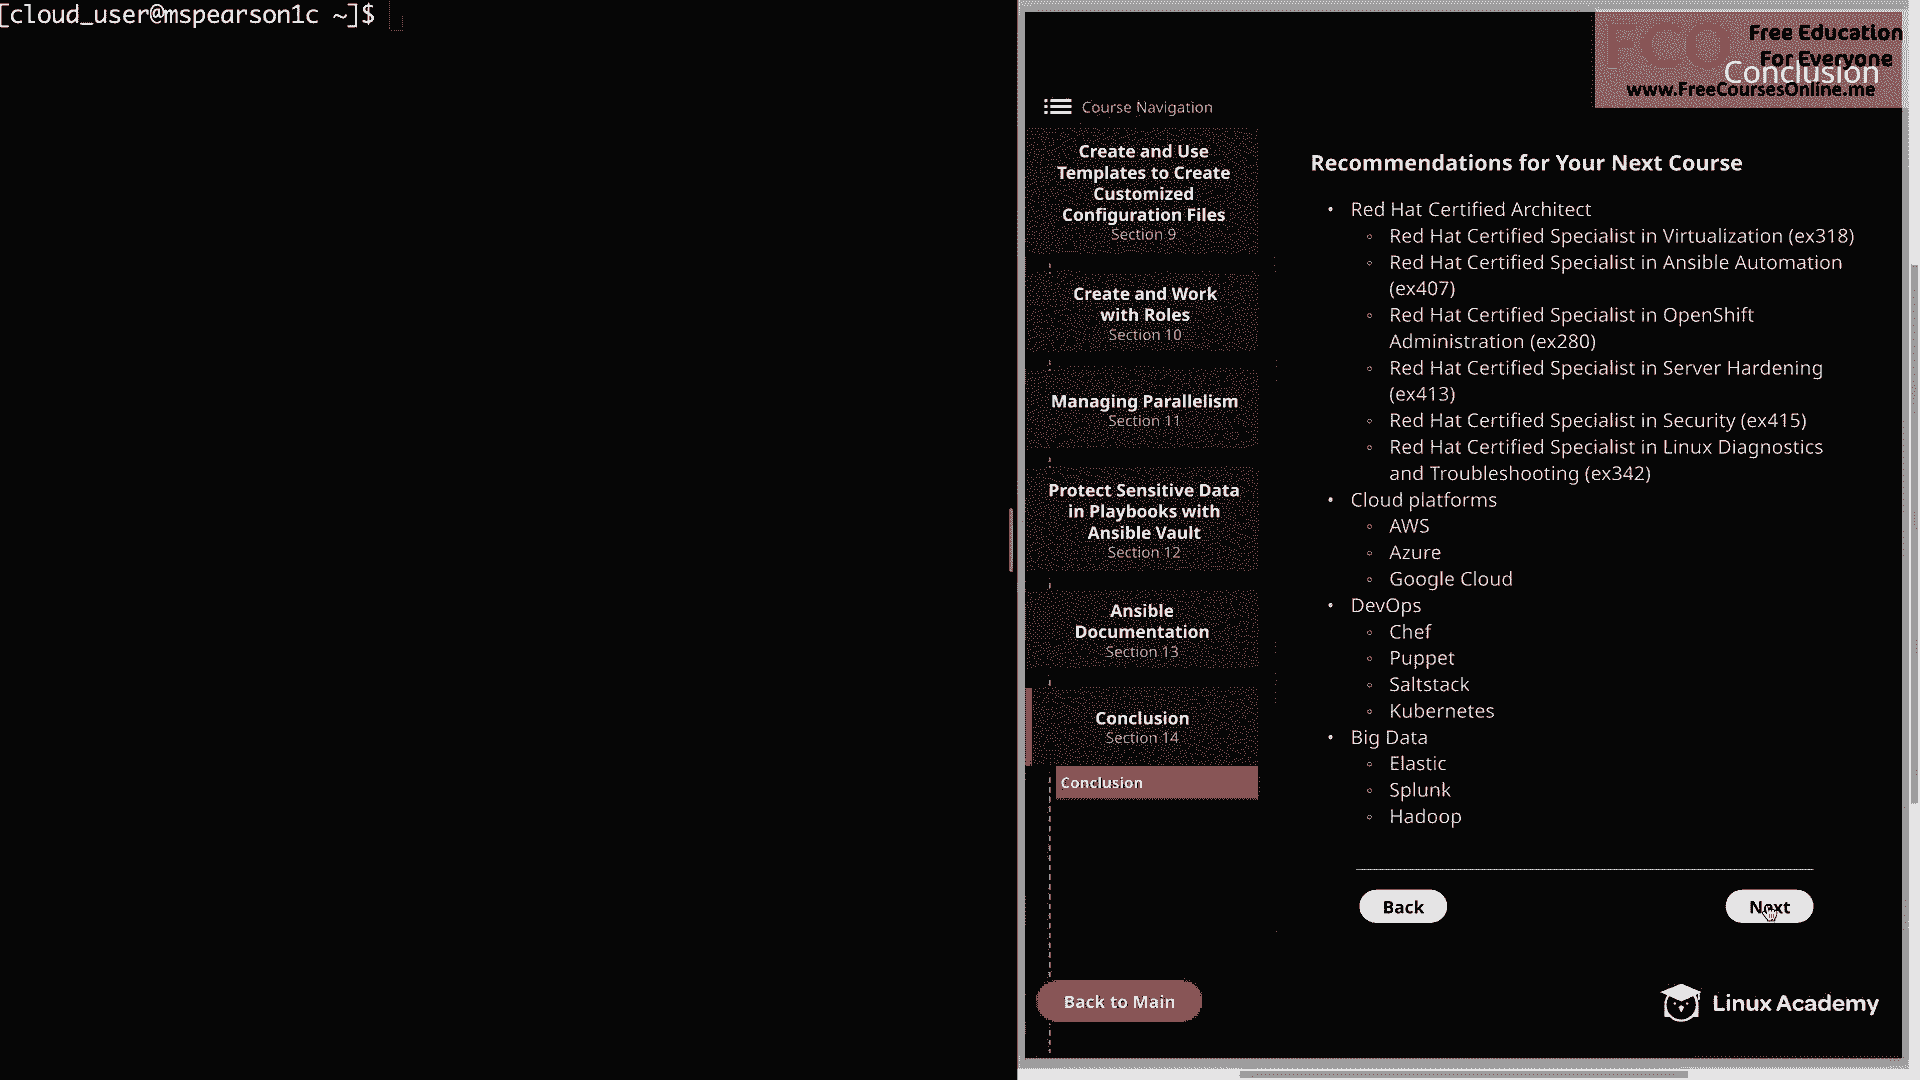 [cloud_user@mspearson1c ~]$
FCO
Free Education
For Everyone
Conclusion
www.FreeCoursesOnline.me
Course Navigation
Create and Use
Templates to Create
Customized
Configuration Files
Section 9
Create and Work
with Roles
Section 10
Managing Parallelism
Section 11
Protect Sensitive Data
in Playbooks with
Ansible Vault
Section 12
Ansible
Documentation
Section 13
Conclusion
Section 14
Conclusion
Back to Main
Recommendations for Your Next Course
• Red Hat Certified Architect
◦ Red Hat Certified Specialist in Virtualization (ex318)
◦ Red Hat Certified Specialist in Ansible Automation
(ex407)
◦ Red Hat Certified Specialist in OpenShift
Administration (ex280)
◦ Red Hat Certified Specialist in Server Hardening
(ex413)
◦ Red Hat Certified Specialist in Security (ex415)
◦ Red Hat Certified Specialist in Linux Diagnostics
and Troubleshooting (ex342)
• Cloud platforms
◦ AWS
◦ Azure
◦ Google Cloud
• DevOps
◦ Chef
◦ Puppet
◦ Saltstack
◦ Kubernetes
• Big Data
◦ Elastic
◦ Splunk
◦ Hadoop
Back
Next
Linux Academy